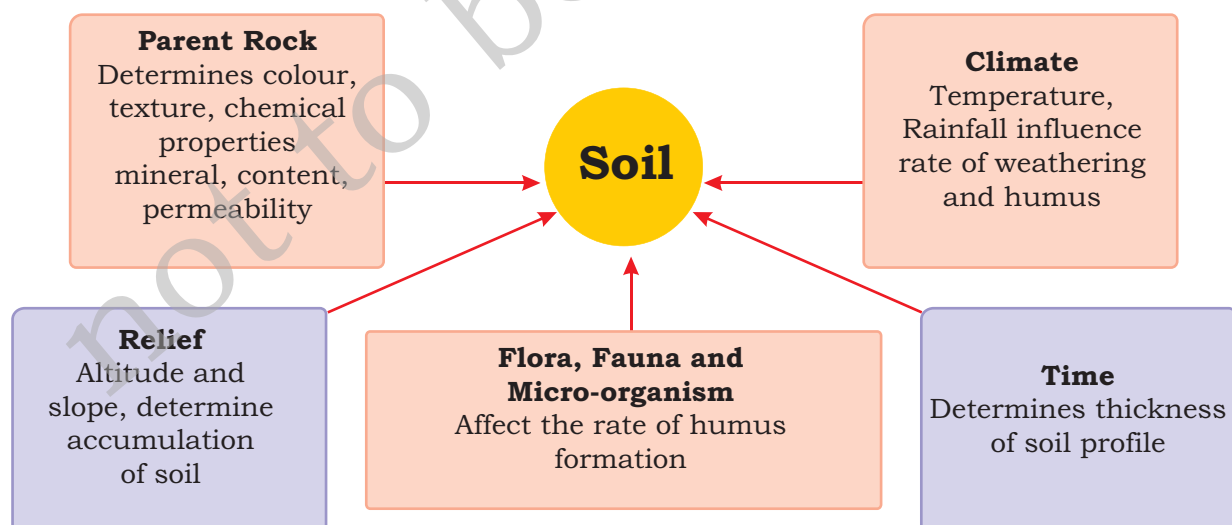 Parent Rock
Determines colour,
texture, chemical
properties
mineral, content,
permeability
Soil
Climate
Temperature,
Rainfall influence
rate of weathering
and humus
Relief
Altitude and
slope, determine
accumulation
of soil
Flora, Fauna and
Micro-organism
Affect the rate of humus
formation
Time
Determines thickness
of soil profile
not to b